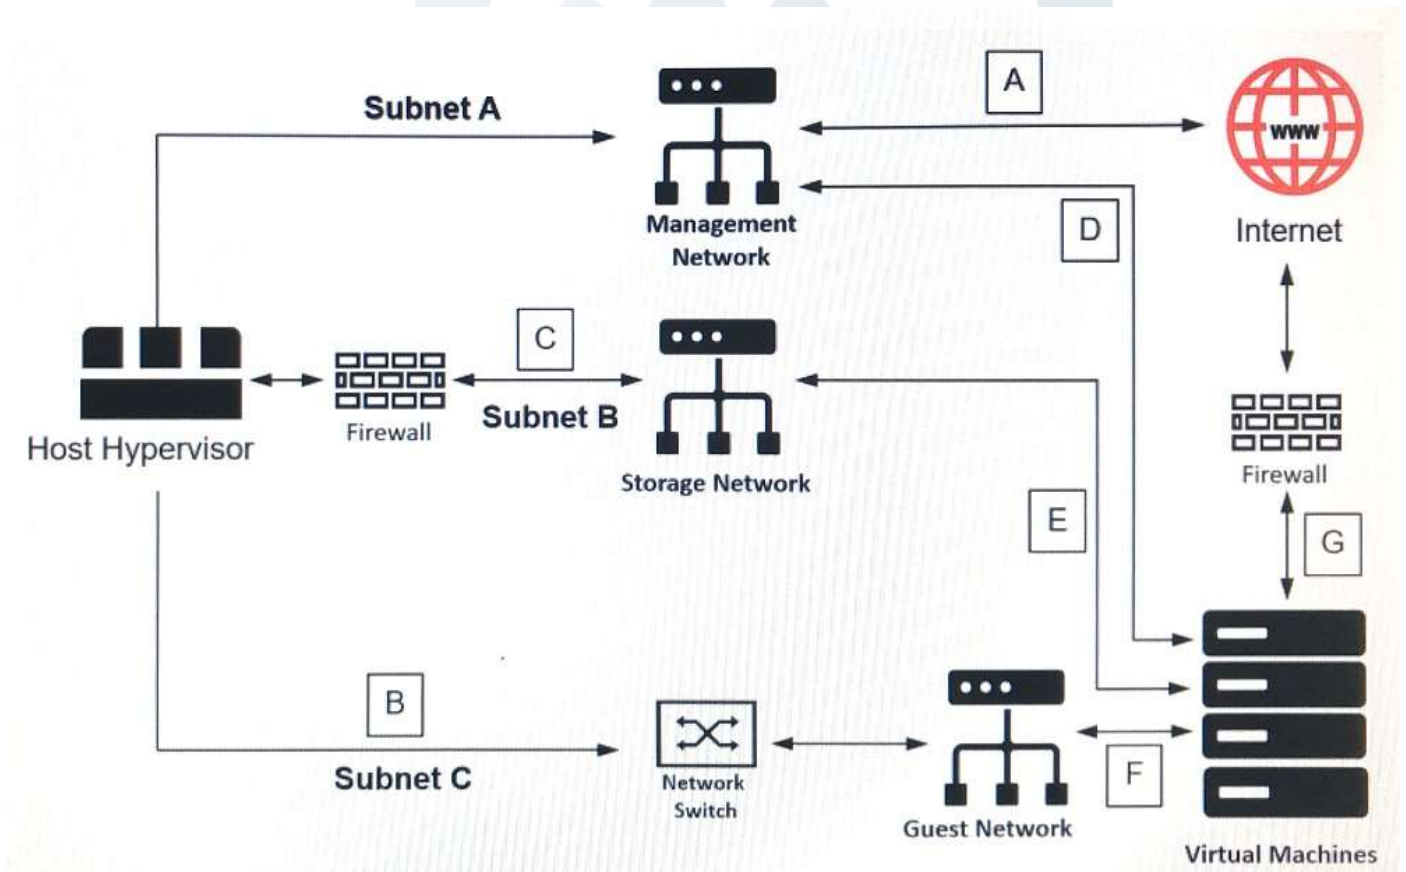 Subnet A
A
www
Management
Network
D
Internet
C
Subnet B
Firewall
Host Hypervisor
Storage Network
Firewall
E
G
B
Subnet C
Network
Switch
F
Guest Network
Virtual Machines